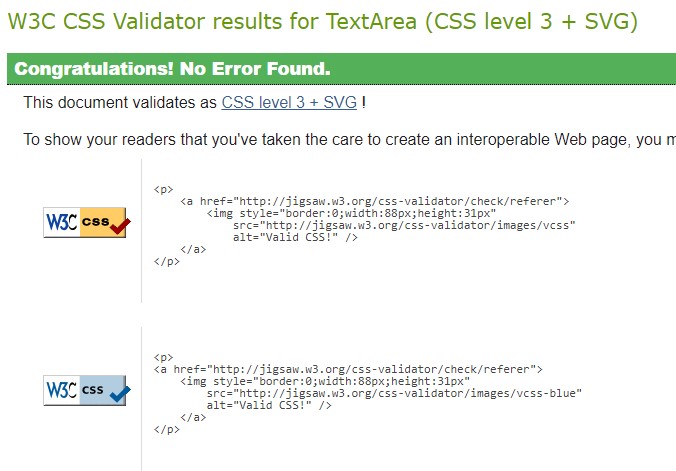 W3C CSS Validator results for TextArea (CSS level 3 + SVG)
Congratulations! No Error Found.
This document validates as CSS level 3 + SVG !
To show your readers that you've taken the care to create an interoperable Web page, you
W3C css
<p>
<a href="http://jigsaw.w3.org/css-validator/check/referer">
<img style="border:0;width:88px;height:31px"
src="http://jigsaw.w3.org/css-validator/images/vcss"
alt="Valid CSS!" />
</a>
</p>
W3C css
<p>
<a href="http://jigsaw.w3.org/css-validator/check/referer">
<img style="border:0;width:88px;height:31px"
src="http://jigsaw.w3.org/css-validator/images/vcss-blue"
alt="Valid CSS!" />
</a>
</p>